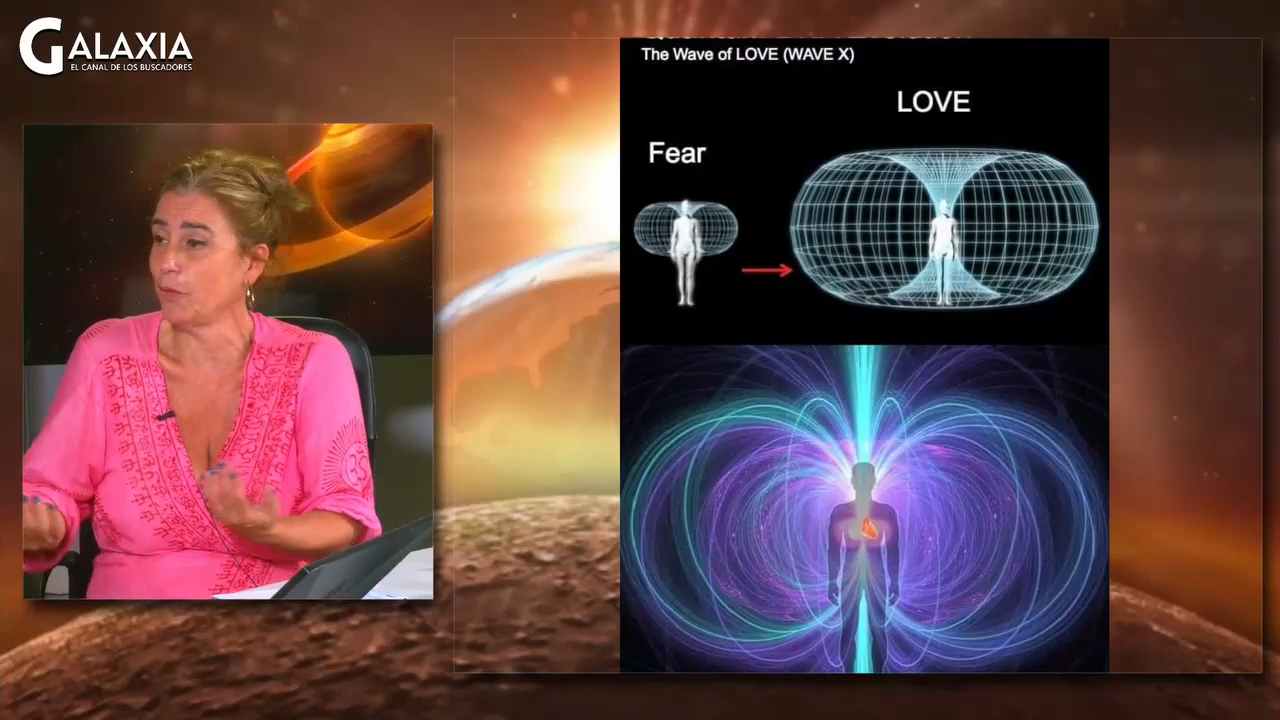 GALAXIA
EL CANAL DE LOS BUSCADORES
The Wave of LOVE (WAVE X)
LOVE
Fear